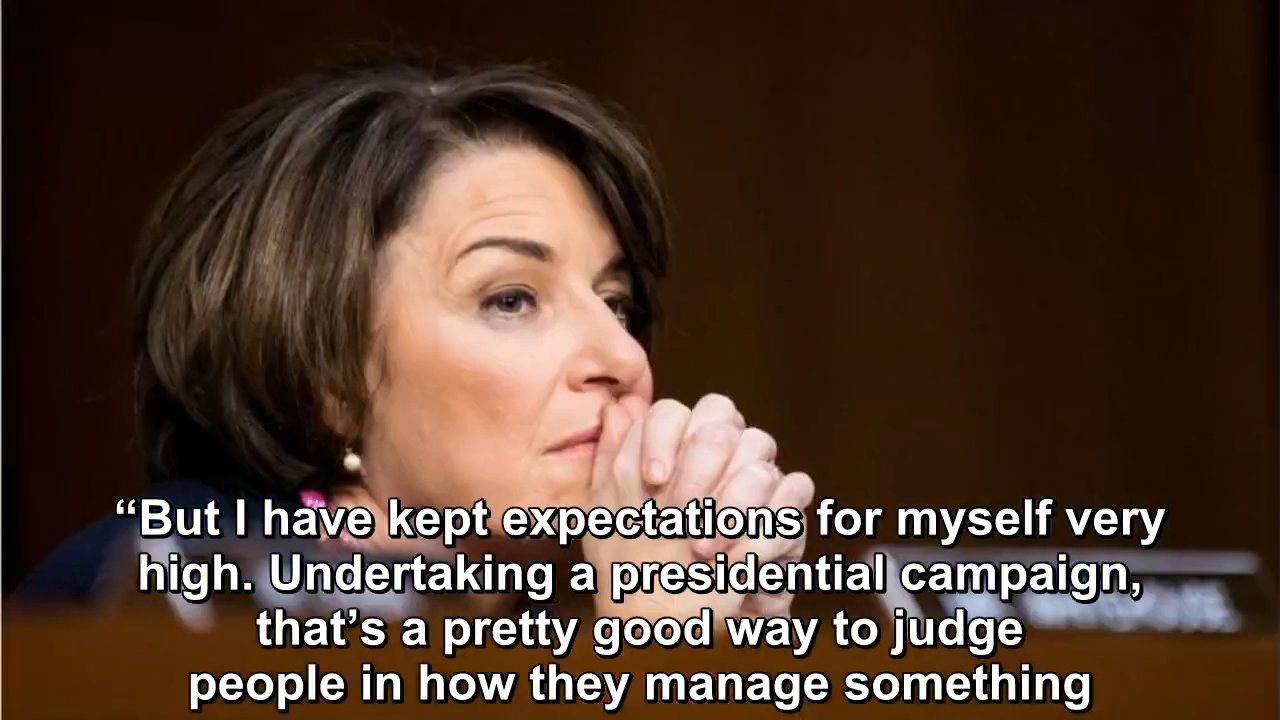 “But I have kept expectations for myself very
high. Undertaking a presidential campaign,
that’s a pretty good way to judge
people in how they manage something